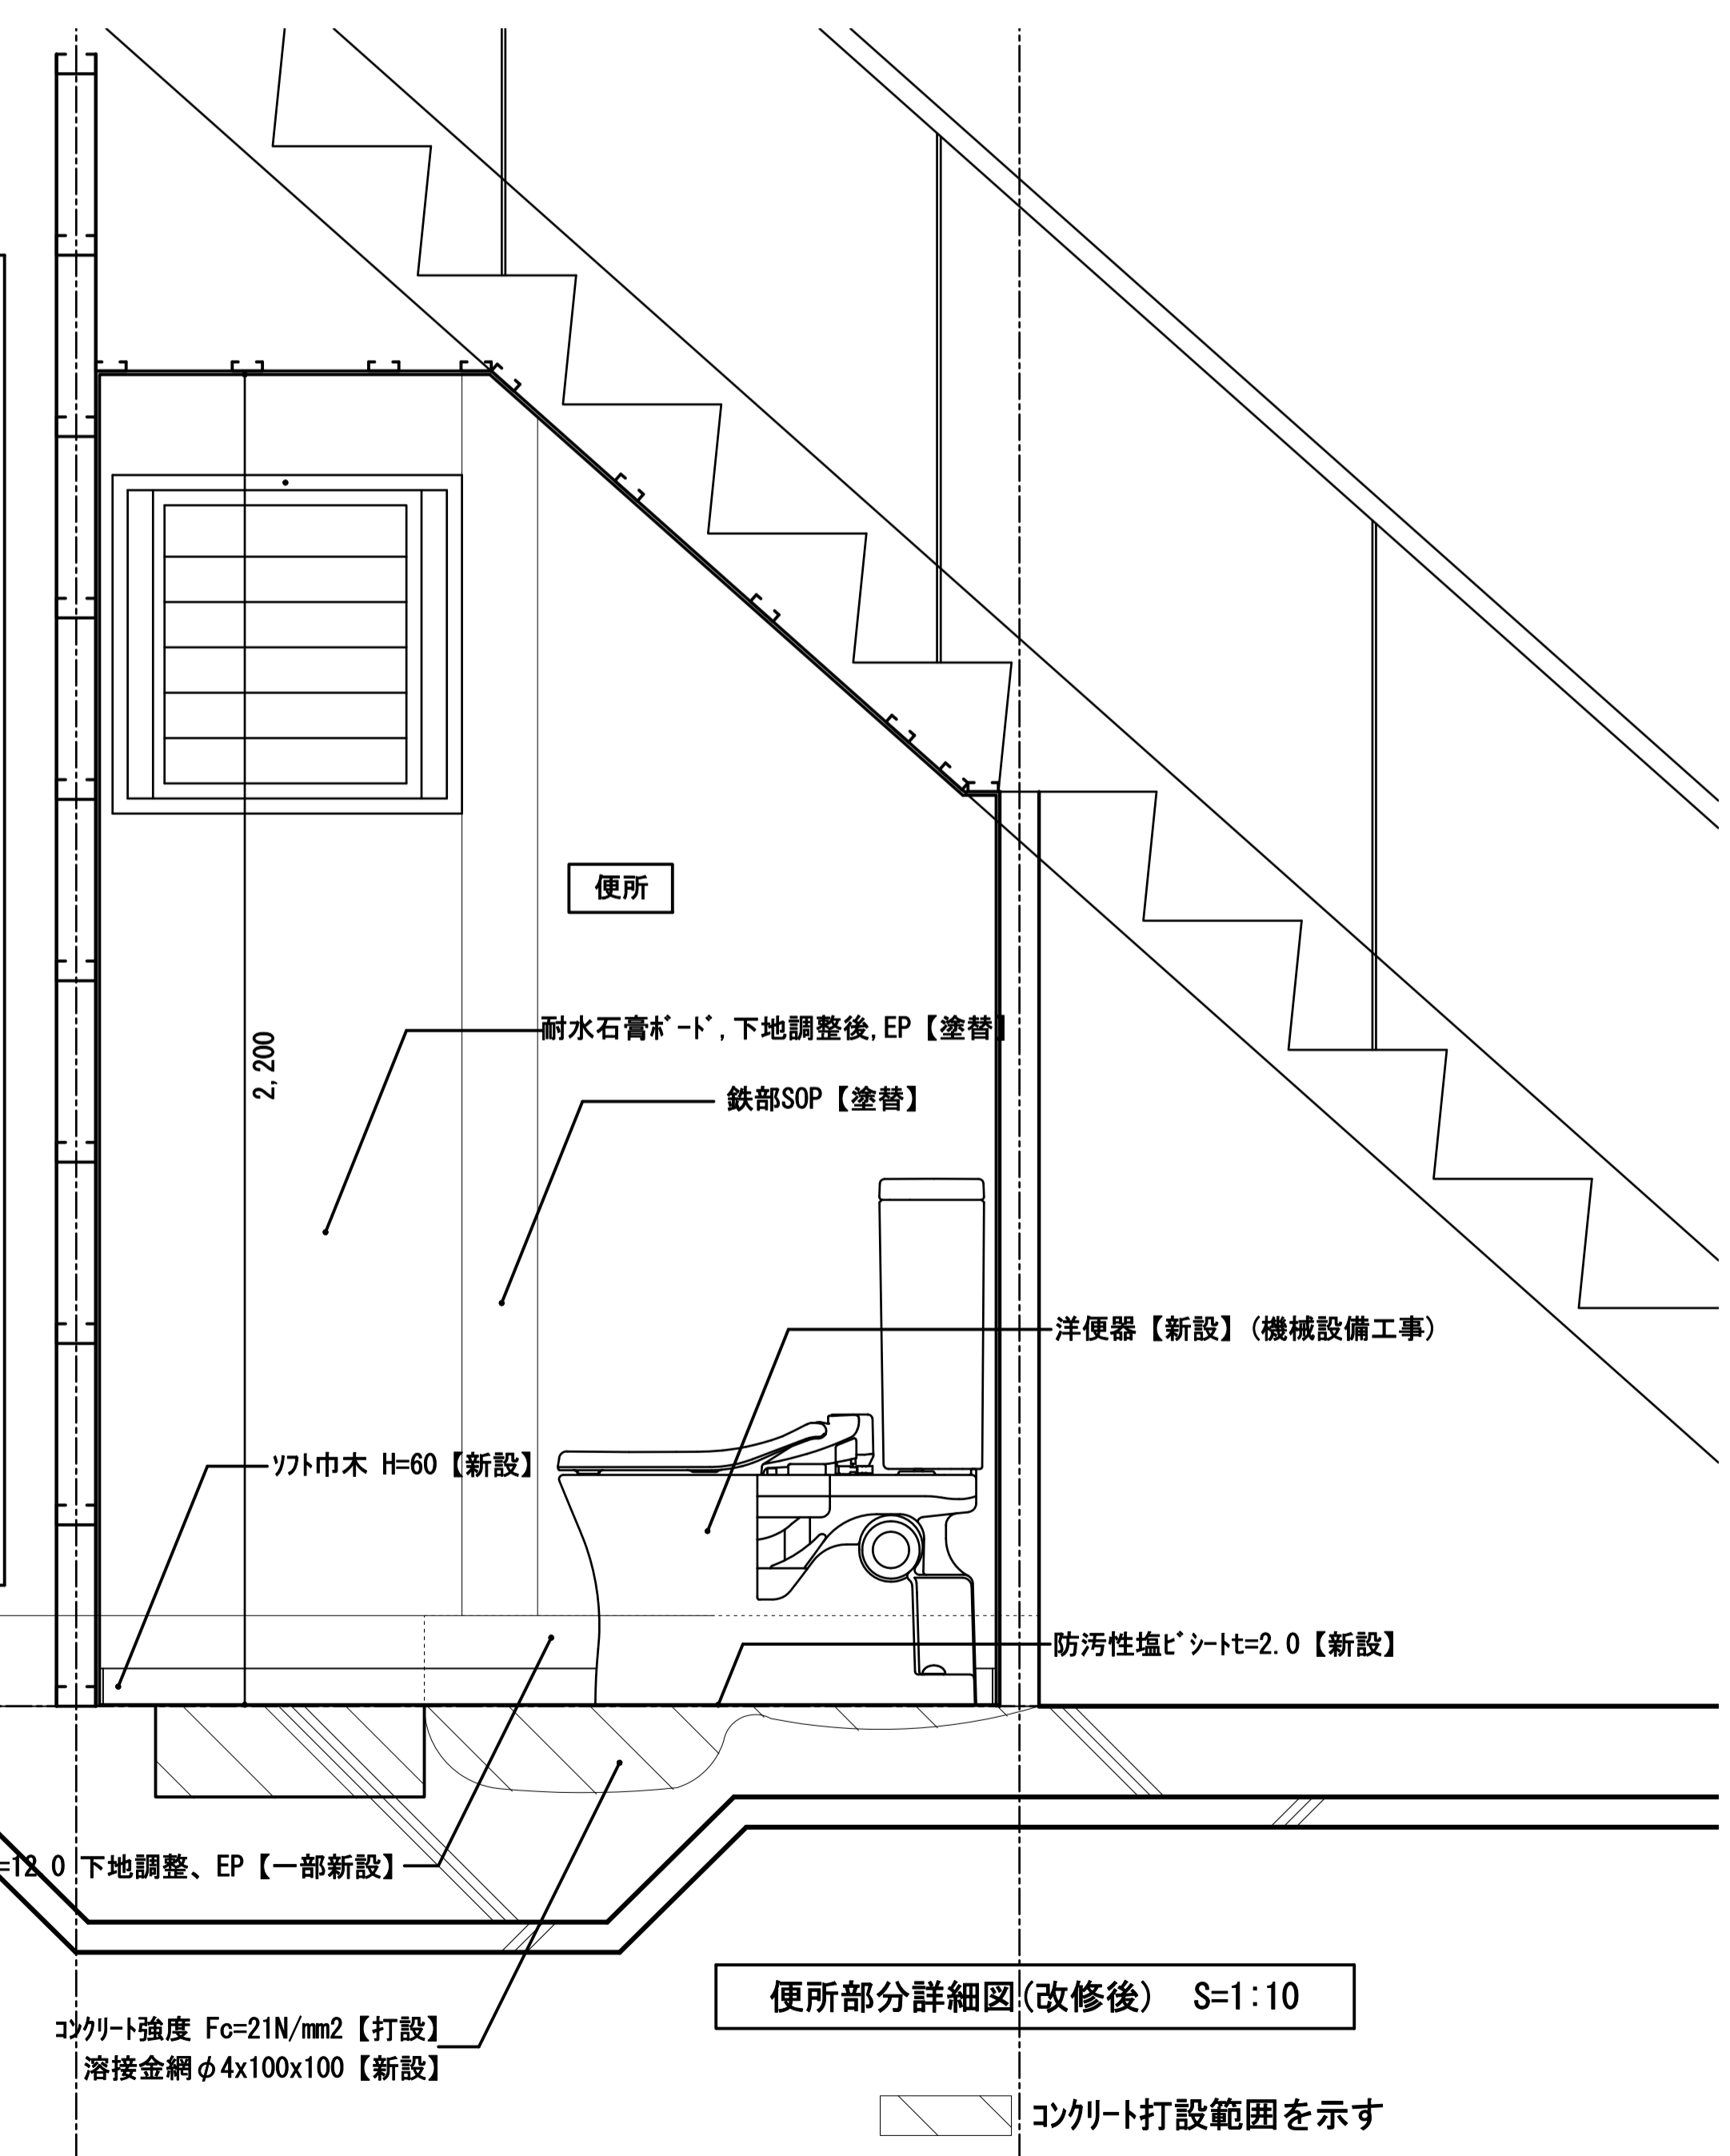 便所
耐水石膏ﾎﾞｰﾄﾞ,下地調整後,EP【塗替】
2,200
鉄部SOP【塗替】
洋便器【新設】(機械設備工事)
ｿﾌﾄ巾木 H=60【新設】
防汚性塩ﾋﾞｼｰﾄt=2.0【新設】
=12 0 下地調整、EP【一部新設】
便所部分詳細図(改修後) S=1:10
ｺﾝｸﾘｰﾄ強度 Fc=21N/mm2【打設】
溶接金網φ4x100x100【新設】
ｺﾝｸﾘｰﾄ打設範囲を示す